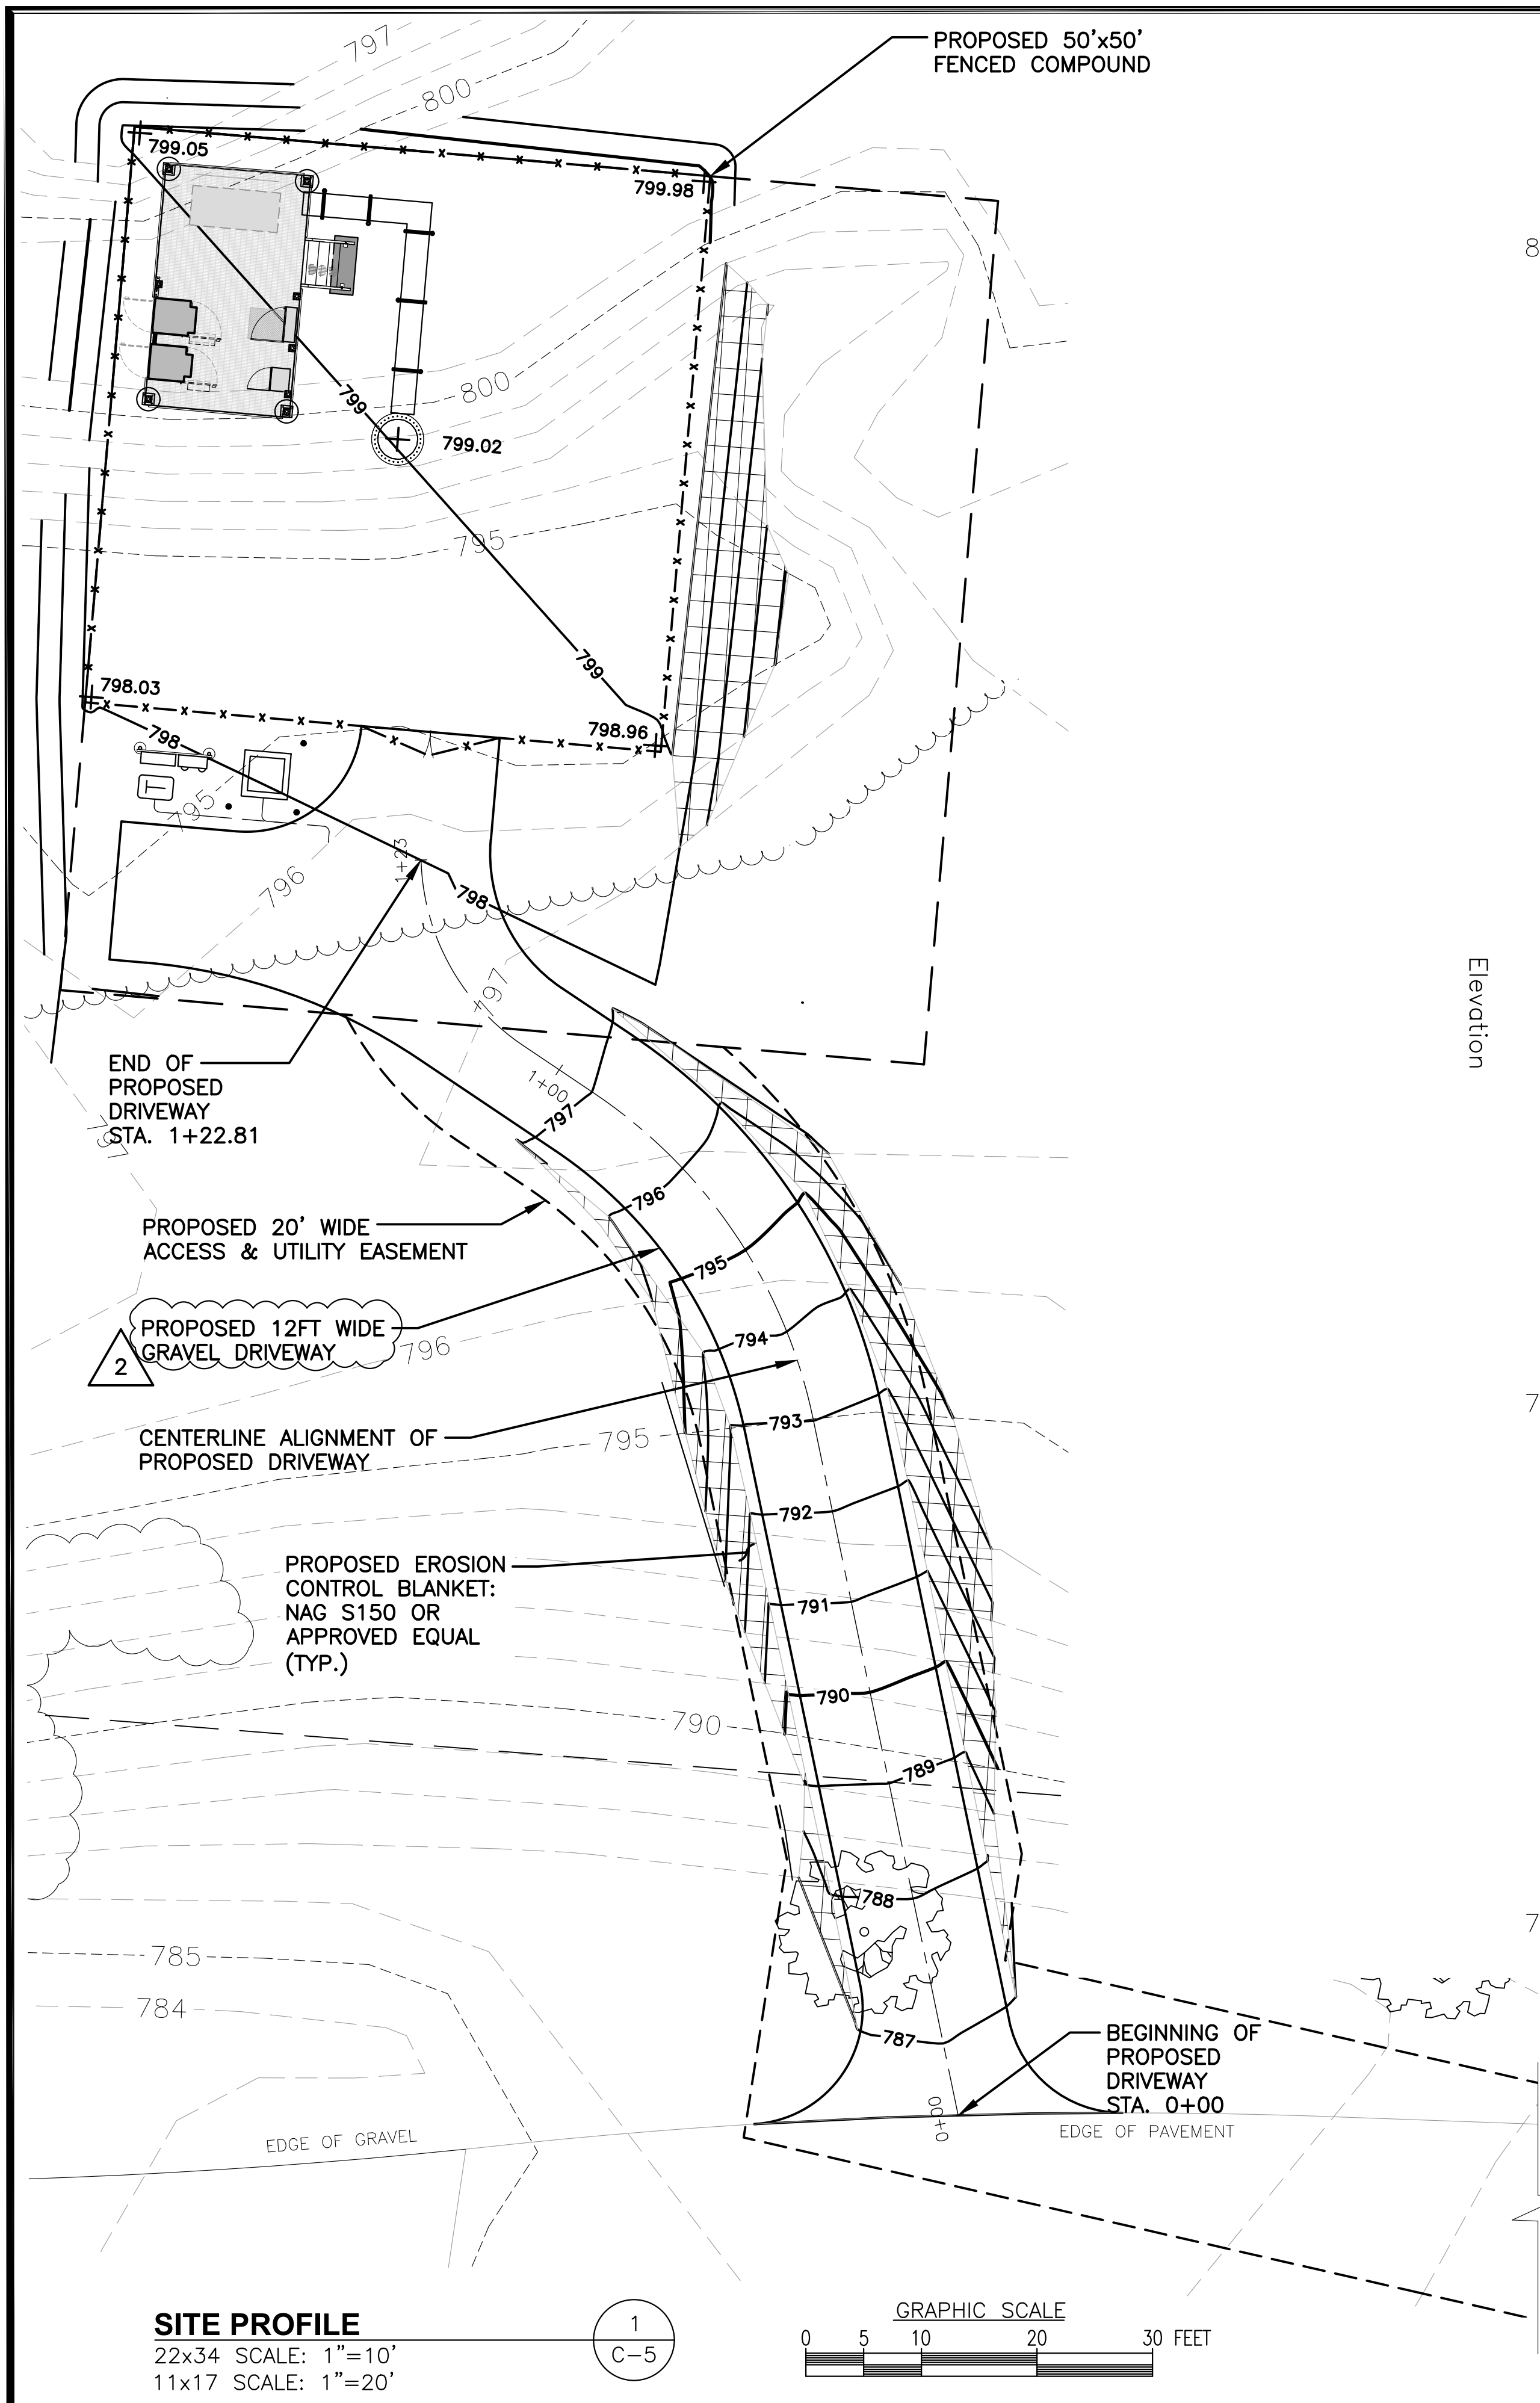 797
PROPOSED 50'x50'
FENCED COMPOUND
800
799.05
799.98
8
800
799
799.02
795
799
798.03
798.96
798
795
1+23
796
798
797
Elevation
END OF
PROPOSED
DRIVEWAY
STA. 1+22.81
797
1+00
797
796
PROPOSED 20' WIDE
ACCESS & UTILITY EASEMENT
795
PROPOSED 12FT WIDE
GRAVEL DRIVEWAY
2
796
794
7
793
CENTERLINE ALIGNMENT OF
PROPOSED DRIVEWAY
795
792
PROPOSED EROSION
CONTROL BLANKET:
NAG S150 OR
APPROVED EQUAL
(TYP.)
791
790
790
789
788
7
785
784
787
BEGINNING OF
PROPOSED
DRIVEWAY
STA. 0+00
0+00
EDGE OF GRAVEL
EDGE OF PAVEMENT
SITE PROFILE
22x34 SCALE: 1"=10'
11x17 SCALE: 1"=20'
1
C-5
GRAPHIC SCALE
0 5 10 20 30 FEET